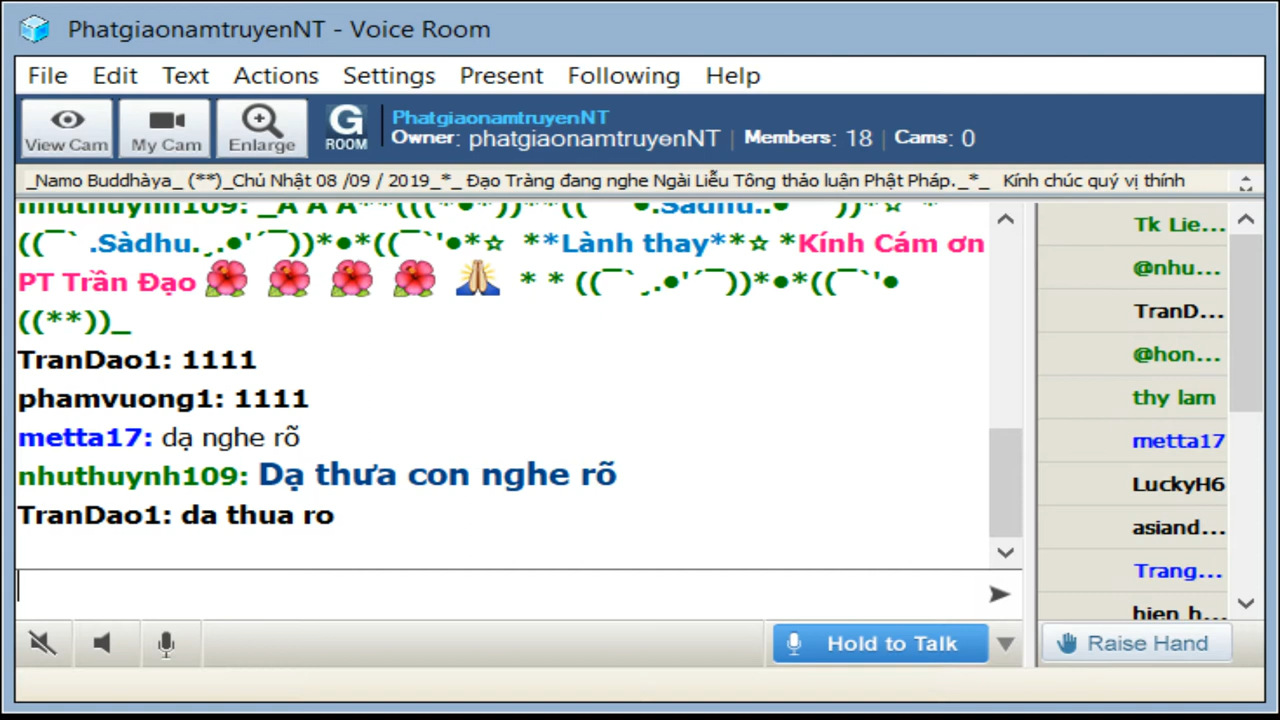 PhatgiaonamtruyenNT - Voice Room
File Edit Text Actions Settings Present Following Help
View Cam My Cam Enlarge G ROOM
PhatgiaonamtruyenNT
Owner: phatgiaonamtruyenNT | Members: 18 | Cams: 0
_Namo Buddhàya_ (**)_Chủ Nhật 08 /09 / 2019_*_ Đạo Tràng đang nghe Ngài Liễu Tông thảo luận Phật Pháp._*_ Kính chúc quý vị thính
nhuthuynh109: _A A A**(((*●*))**((¯` ●.Sadhu..● ´¯))*☆ *
((¯` .Sàdhu.¸.●'´¯))*●*((¯`'●*☆ **Lành thay**☆ *Kính Cám ơn
PT Trần Đạo 🌺 🌺 🌺 🌺 🙏 * * ((¯`¸.●'´¯))*●*((¯`'●
((**))_
TranDao1: 1111
phamvuong1: 1111
metta17: dạ nghe rõ
nhuthuynh109: Dạ thưa con nghe rõ
TranDao1: da thua ro
Tk Lie...
@nhu...
TranD...
@hon...
thy lam
metta17
LuckyH6
asiand...
Trang...
hien h...
Hold to Talk
Raise Hand